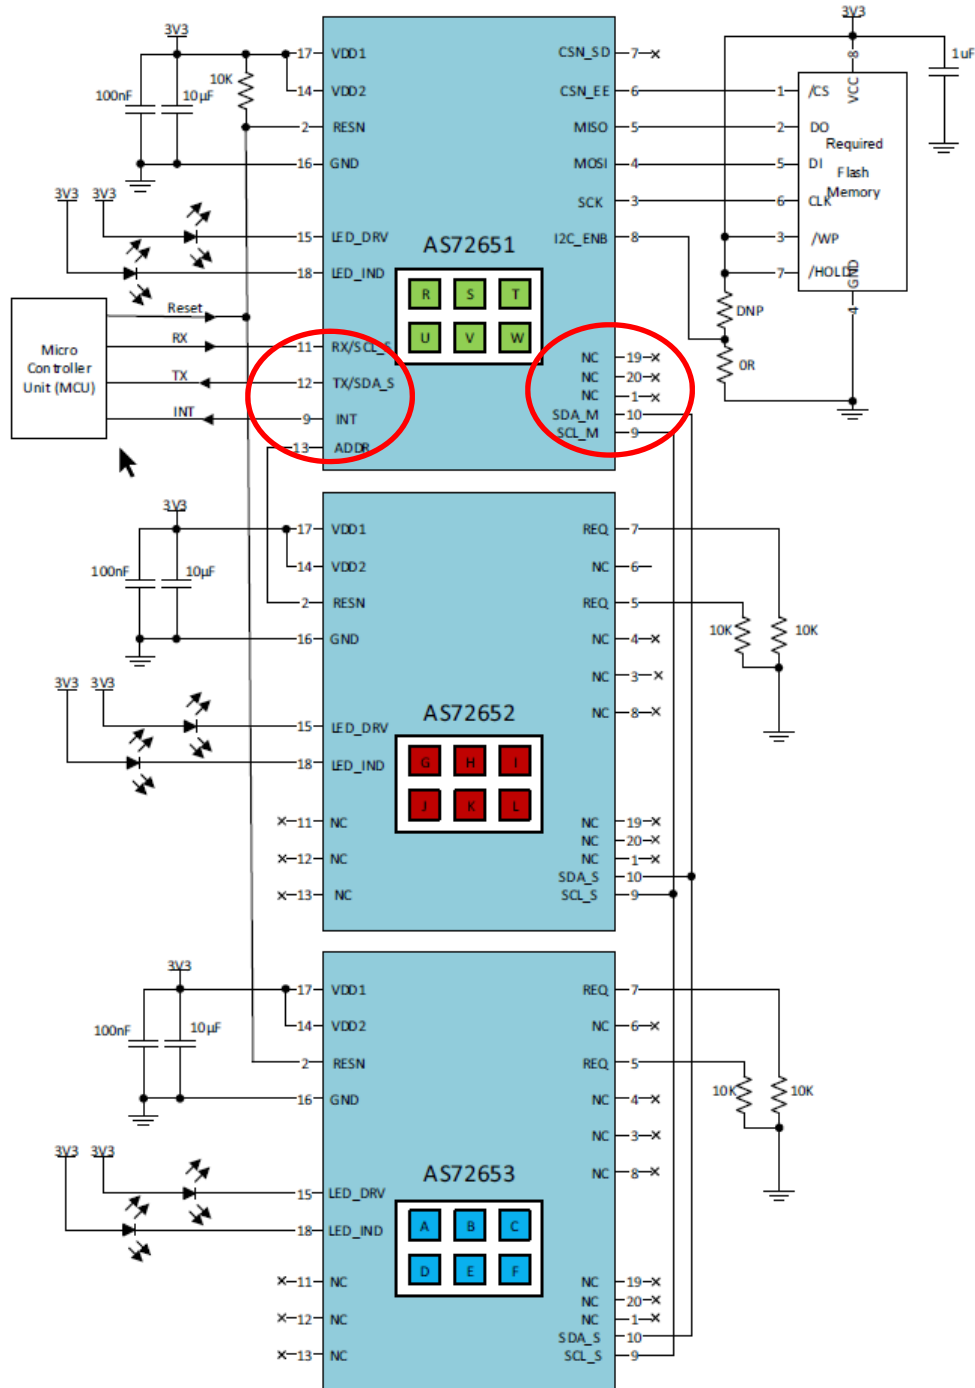 3V3
100nF
10µF
10K
17
VDD1
14
VDD2
2
RESN
16
GND
3V3 3V3
15
LED_DRV
18
LED_IND
Micro
Controller
Unit (MCU)
Reset
RX
TX
INT
11
RX/SCL_S
12
TX/SDA_S
9
INT
13
ADDR
AS72651
R S T
U V W
CSN_SD
7
CSN_EE
6
MISO
5
MOSI
4
SCK
3
I2C_ENB
8
NC
19
NC
20
NC
1
SDA_M
10
SCL_M
9
3V3
1uF
8
VCC
1
/CS
2
DO
Required
5
DI
Flash
Memory
6
CLK
3
/WP
7
/HOLD
GND
4
DNP
0R
3V3
100nF
10µF
17
VDD1
14
VDD2
2
RESN
16
GND
3V3 3V3
15
LED_DRV
18
LED_IND
11
NC
12
NC
13
NC
AS72652
G H I
J K L
REQ
7
NC
6
REQ
5
NC
4
NC
3
NC
8
10K
10K
NC
19
NC
20
NC
1
SDA_S
10
SCL_S
9
3V3
100nF
10µF
17
VDD1
14
VDD2
2
RESN
16
GND
3V3 3V3
15
LED_DRV
18
LED_IND
11
NC
12
NC
13
NC
AS72653
A B C
D E F
REQ
7
NC
6
REQ
5
NC
4
NC
3
NC
8
10K
10K
NC
19
NC
20
NC
1
SDA_S
10
SCL_S
9